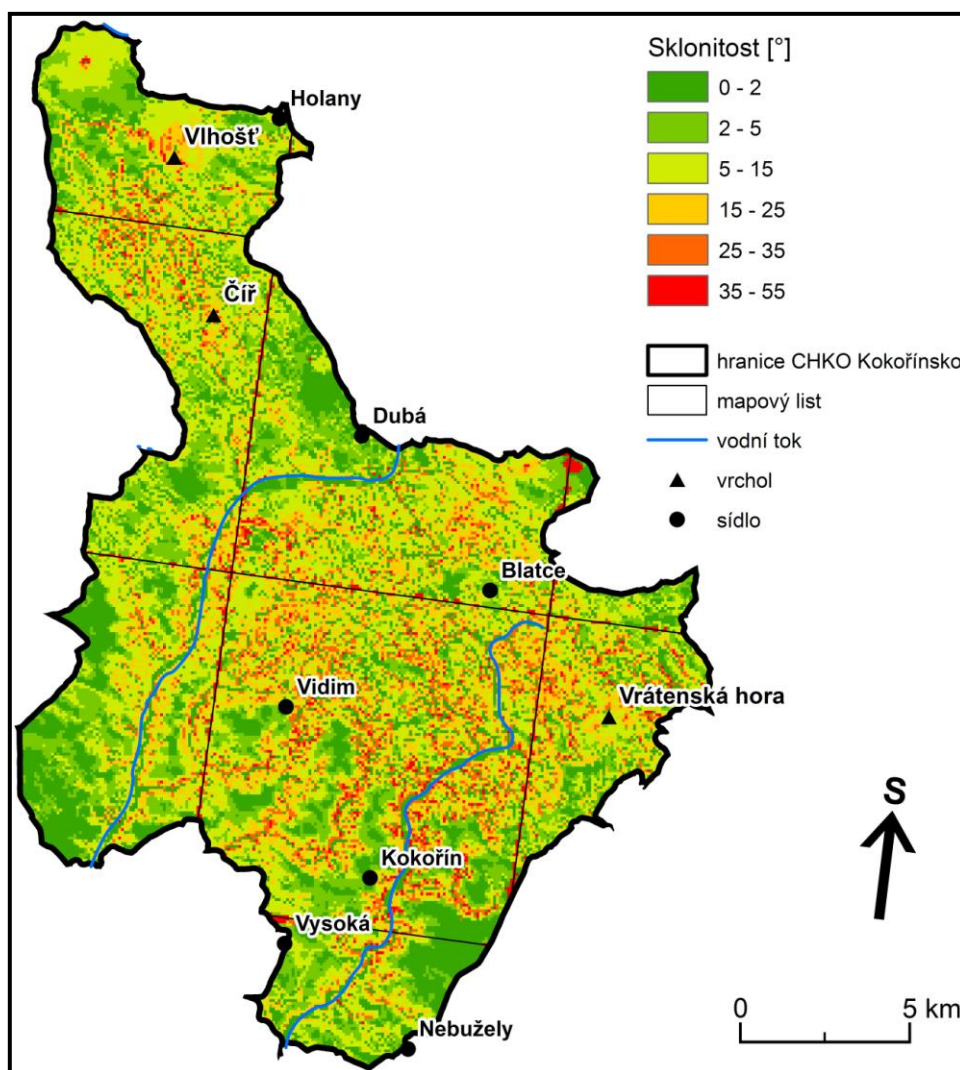 Sklonitost [°]
0 - 2
2 - 5
5 - 15
15 - 25
25 - 35
35 - 55
hranice CHKO Kokořínsko
mapový list
vodní tok
vrchol
sídlo
Holany
Vlhošť
Číř
Dubá
Blatce
Vidim
Vrátenská hora
Kokořín
Vysoká
Nebužely
S
0 5 km